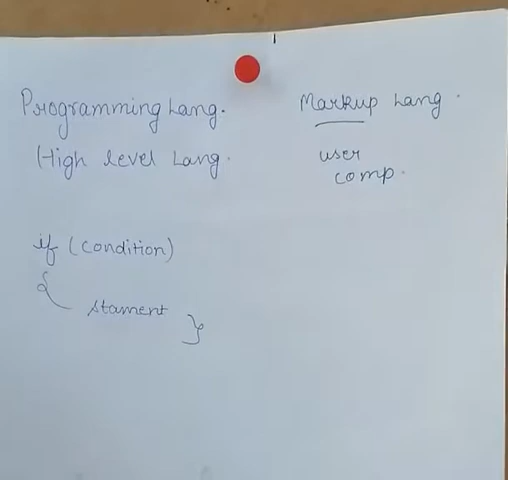 Programming Lang.
High level Lang.
if (condition)
{
stament
}
Markup Lang.
user
comp.